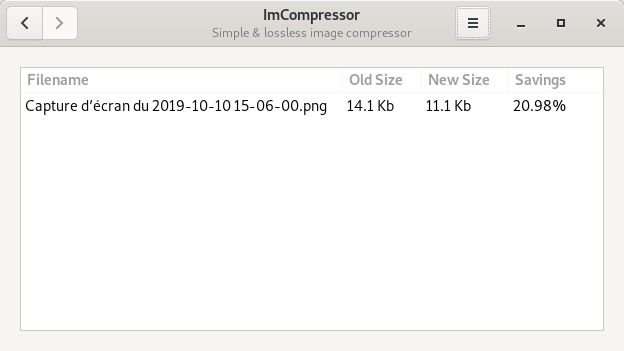 ImCompressor
Simple & lossless image compressor
Filename Old Size New Size Savings
Capture d’écran du 2019-10-10 15-06-00.png 14.1 Kb 11.1 Kb 20.98%